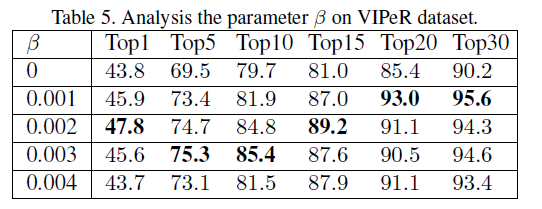 Table 5. Analysis the parameter β on VIPeR dataset.
β Top1 Top5 Top10 Top15 Top20 Top30
0 43.8 69.5 79.7 81.0 85.4 90.2
0.001 45.9 73.4 81.9 87.0 93.0 95.6
0.002 47.8 74.7 84.8 89.2 91.1 94.3
0.003 45.6 75.3 85.4 87.6 90.5 94.6
0.004 43.7 73.1 81.5 87.9 91.1 93.4